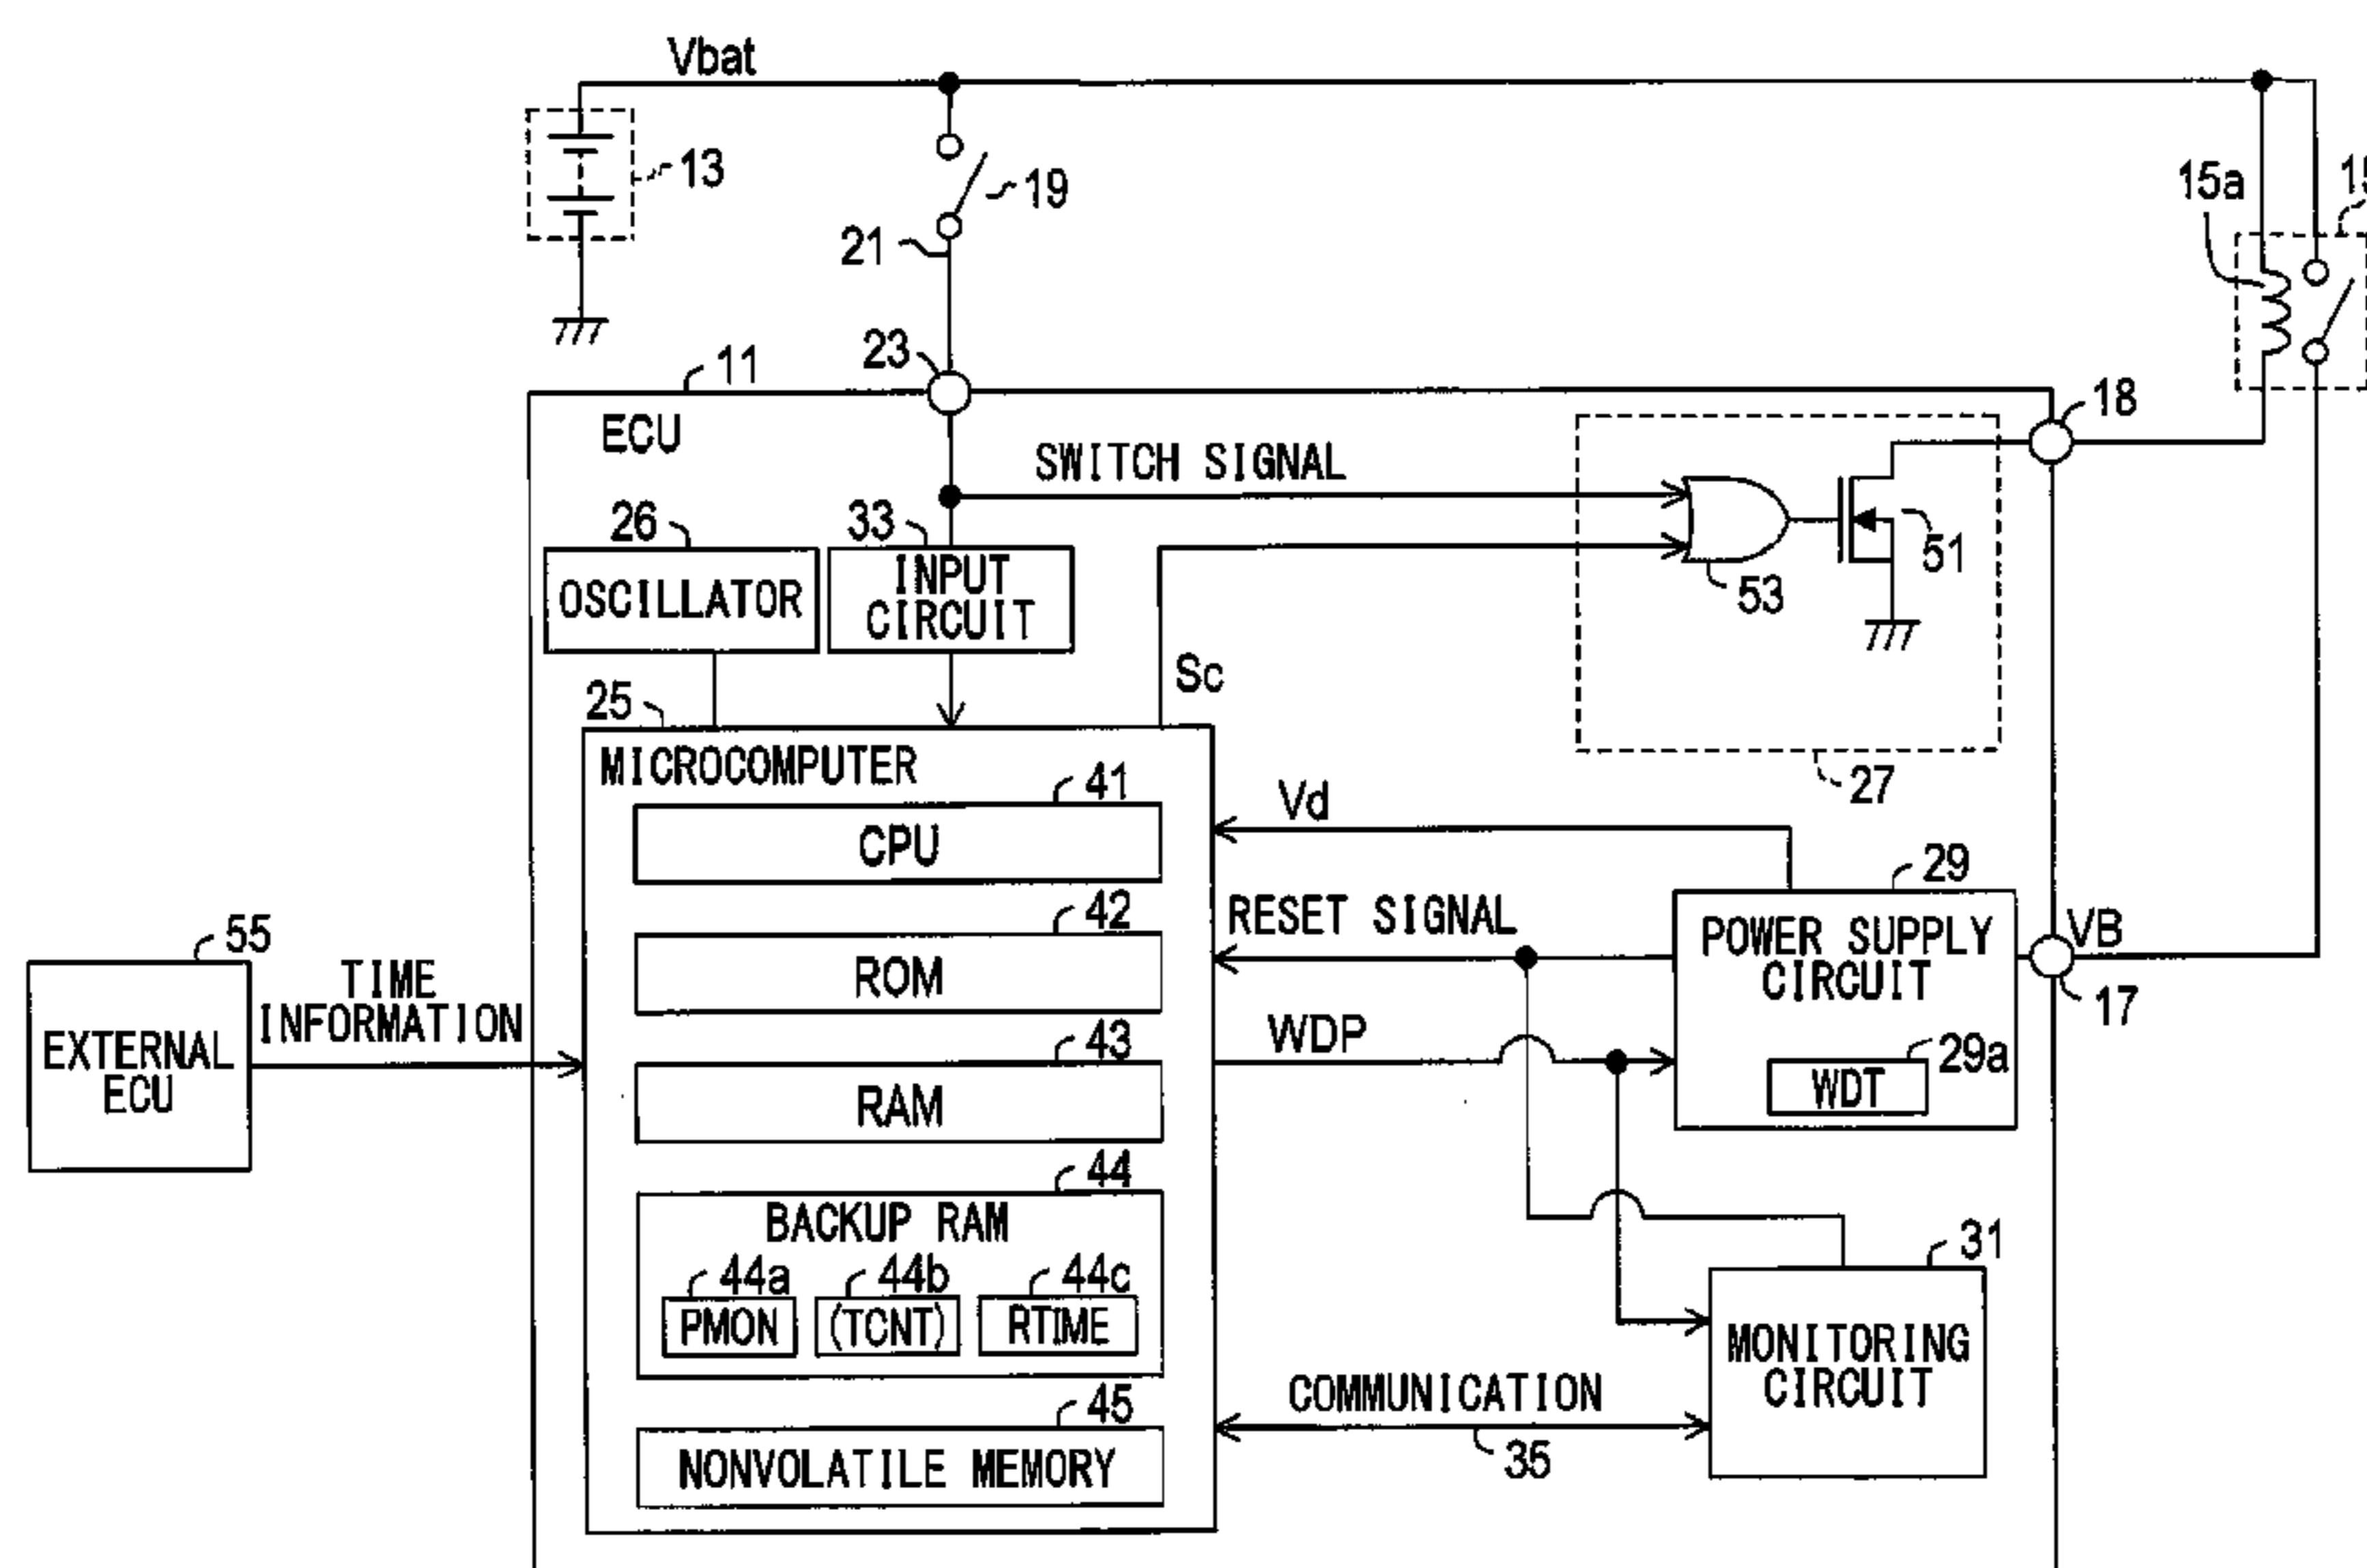 Vbat
13
19
15a
15
21
23
11
18
ECU
SWITCH SIGNAL
26
33
51
OSCILLATOR
INPUT
CIRCUIT
53
Sc
25
27
MICROCOMPUTER
41
Vd
CPU
29
42
RESET SIGNAL
POWER SUPPLY
CIRCUIT
VB
55
ROM
17
TIME
INFORMATION
43
WDP
29a
EXTERNAL
ECU
RAM
WDT
44
BACKUP RAM
31
44a
44b
44c
PMON
(TCNT)
RTIME
MONITORING
CIRCUIT
45
COMMUNICATION
NONVOLATILE MEMORY
35